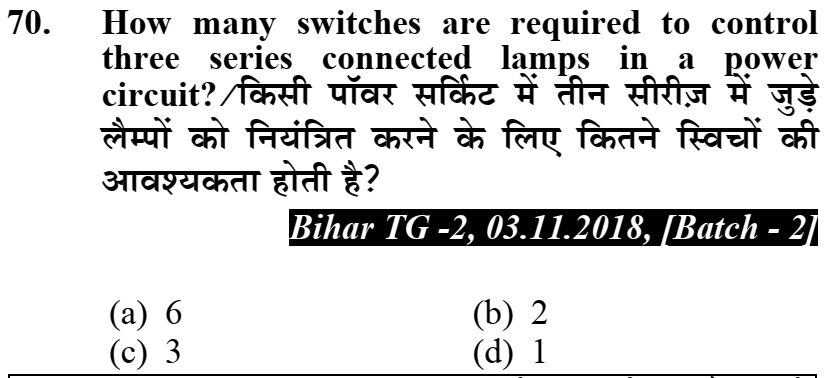 70. How many switches are required to control
three series connected lamps in a power
circuit?/किसी पॉवर सर्किट में तीन सीरीज़ में जुड़े
लैम्पों को नियंत्रित करने के लिए कितने स्विचों की
आवश्यकता होती है?
Bihar TG -2, 03.11.2018, [Batch - 2]
(a) 6 (b) 2
(c) 3 (d) 1